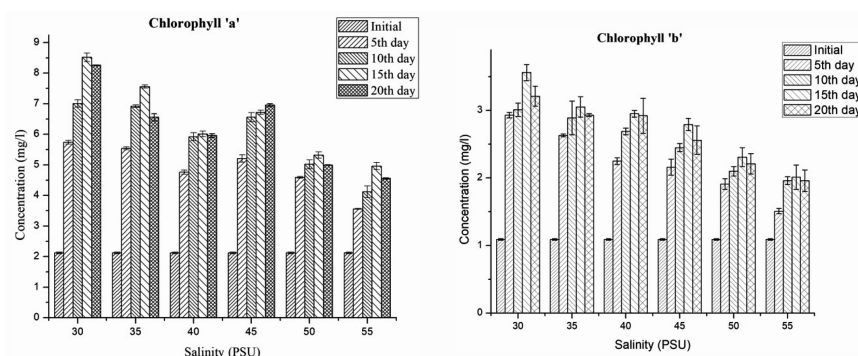 Chlorophyll 'a'
Initial
5th day
10th day
15th day
20th day
Concentration (mg/l)
9
8
7
6
5
4
3
2
1
0
30 35 40 45 50 55
Salinity (PSU)
Chlorophyll 'b'
Initial
5th day
10th day
15th day
20th day
Concentration (mg/l)
4
3
2
1
0
30 35 40 45 50 55
Salinity (PSU)